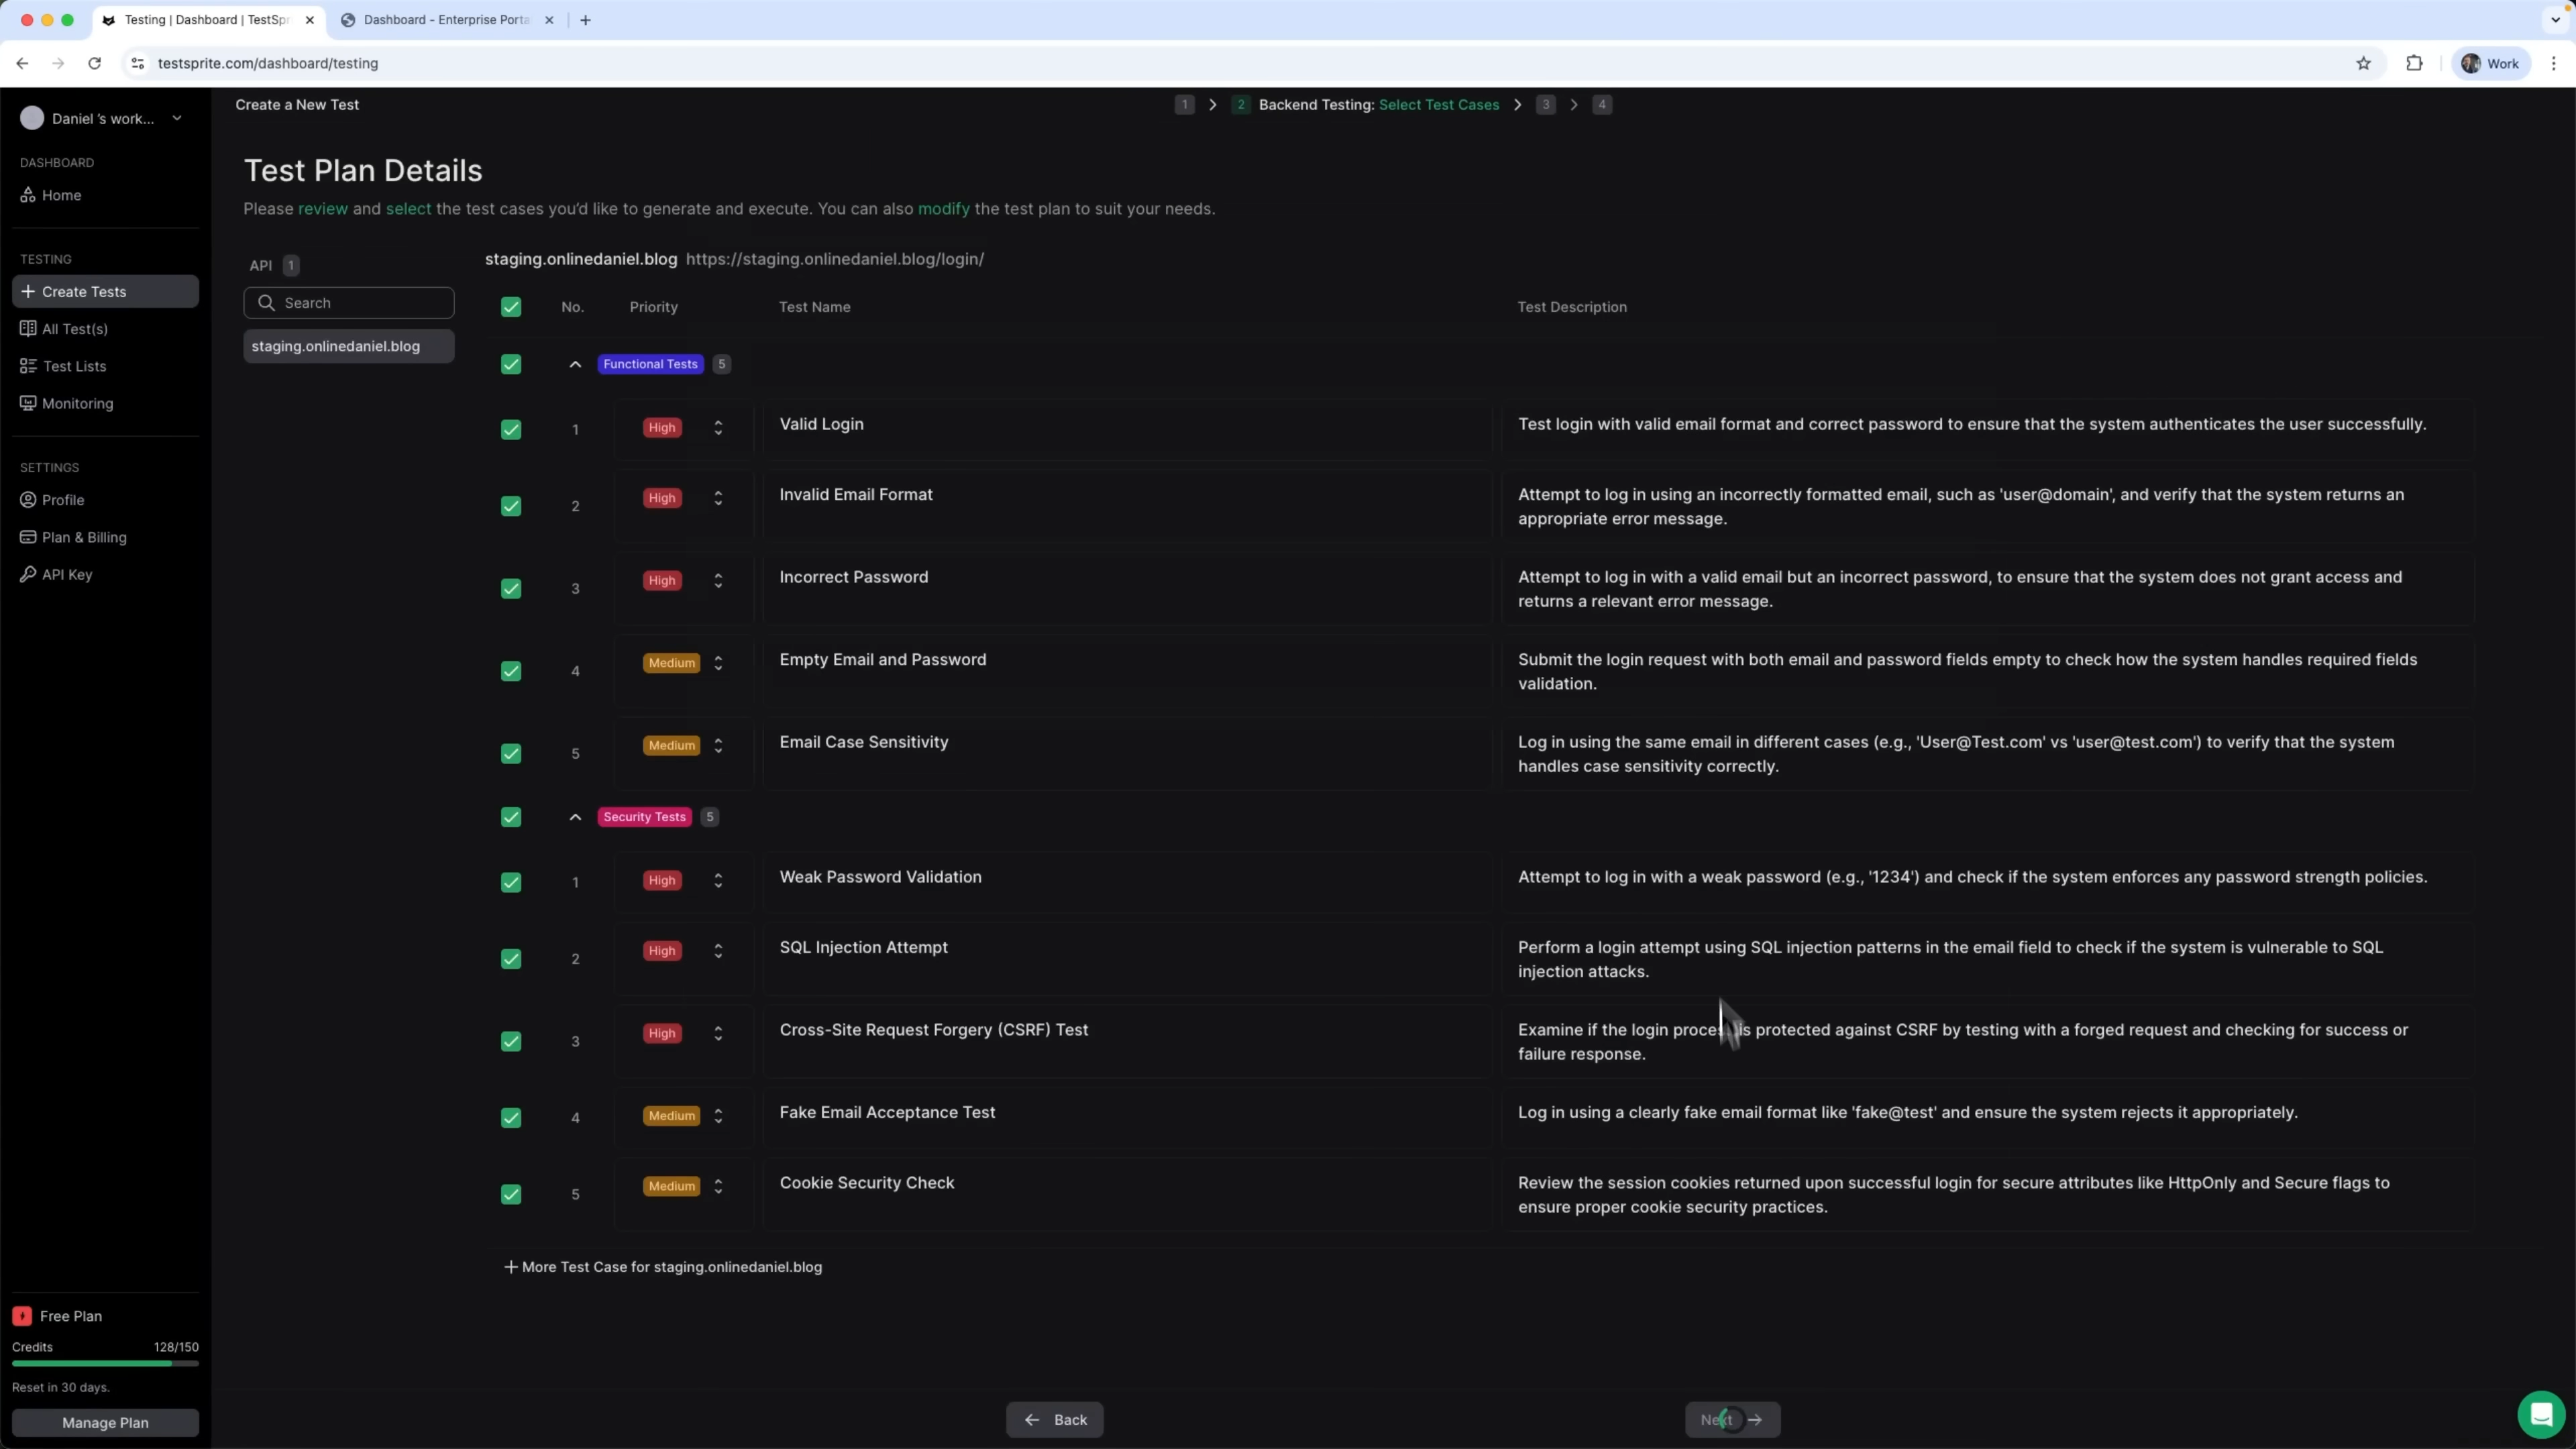 Testing | Dashboard | TestSpr
Dashboard - Enterprise Porta
testsprite.com/dashboard/testing
Work
Daniel 's work...
DASHBOARD
Home
TESTING
Create Tests
All Test(s)
Test Lists
Monitoring
SETTINGS
Profile
Plan & Billing
API Key
Free Plan
Credits 128/150
Reset in 30 days.
Manage Plan
Create a New Test
1 2 Backend Testing: Select Test Cases 3 4
Test Plan Details
Please review and select the test cases you'd like to generate and execute. You can also modify the test plan to suit your needs.
API 1
Search
staging.onlinedaniel.blog
staging.onlinedaniel.blog https://staging.onlinedaniel.blog/login/
No. Priority Test Name Test Description
Functional Tests 5
1 High Valid Login Test login with valid email format and correct password to ensure that the system authenticates the user successfully.
2 High Invalid Email Format Attempt to log in using an incorrectly formatted email, such as 'user@domain', and verify that the system returns an
appropriate error message.
3 High Incorrect Password Attempt to log in with a valid email but an incorrect password, to ensure that the system does not grant access and
returns a relevant error message.
4 Medium Empty Email and Password Submit the login request with both email and password fields empty to check how the system handles required fields
validation.
5 Medium Email Case Sensitivity Log in using the same email in different cases (e.g., 'User@Test.com' vs 'user@test.com') to verify that the system
handles case sensitivity correctly.
Security Tests 5
1 High Weak Password Validation Attempt to log in with a weak password (e.g., '1234') and check if the system enforces any password strength policies.
2 High SQL Injection Attempt Perform a login attempt using SQL injection patterns in the email field to check if the system is vulnerable to SQL
injection attacks.
3 High Cross-Site Request Forgery (CSRF) Test Examine if the login process is protected against CSRF by testing with a forged request and checking for success or
failure response.
4 Medium Fake Email Acceptance Test Log in using a clearly fake email format like 'fake@test' and ensure the system rejects it appropriately.
5 Medium Cookie Security Check Review the session cookies returned upon successful login for secure attributes like HttpOnly and Secure flags to
ensure proper cookie security practices.
More Test Case for staging.onlinedaniel.blog
Back
Next